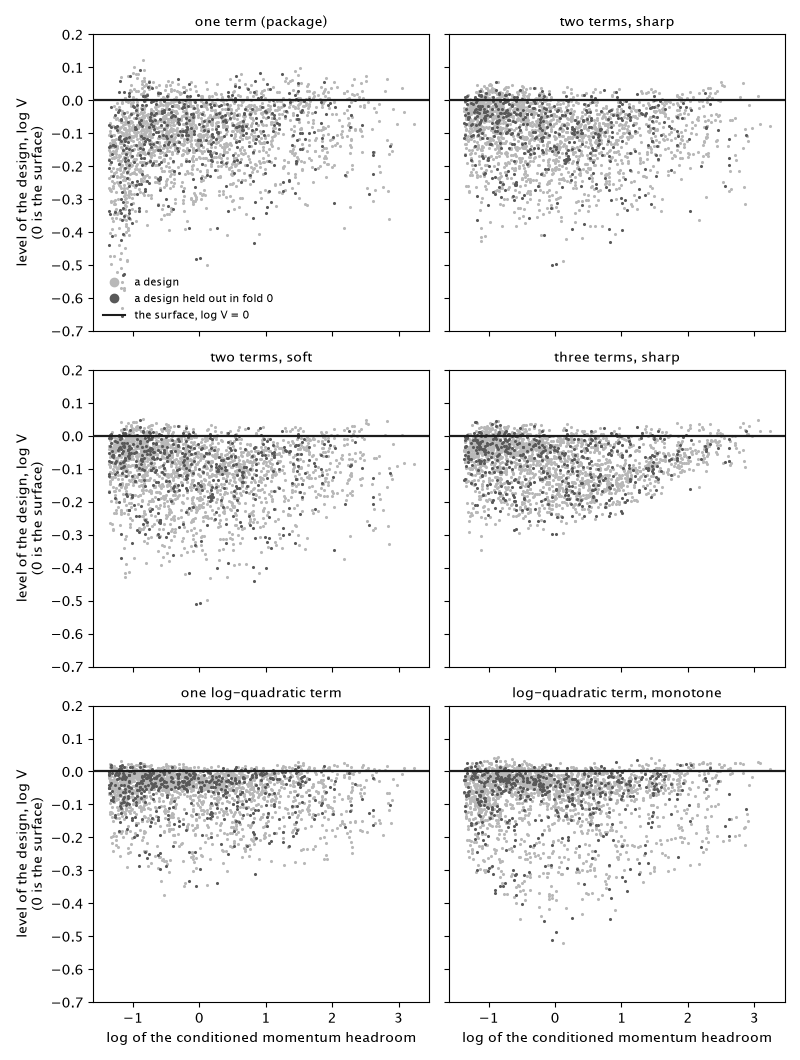 one term (package)
two terms, sharp
0.2
0.1
0.0
−0.1
−0.2
−0.3
−0.4
−0.5
−0.6
−0.7
level of the design, log V
(0 is the surface)
a design
a design held out in fold 0
the surface, log V = 0
two terms, soft
three terms, sharp
0.2
0.1
0.0
−0.1
−0.2
−0.3
−0.4
−0.5
−0.6
−0.7
level of the design, log V
(0 is the surface)
one log–quadratic term
log–quadratic term, monotone
0.2
0.1
0.0
−0.1
−0.2
−0.3
−0.4
−0.5
−0.6
−0.7
level of the design, log V
(0 is the surface)
−1 0 1 2 3
−1 0 1 2 3
log of the conditioned momentum headroom
log of the conditioned momentum headroom